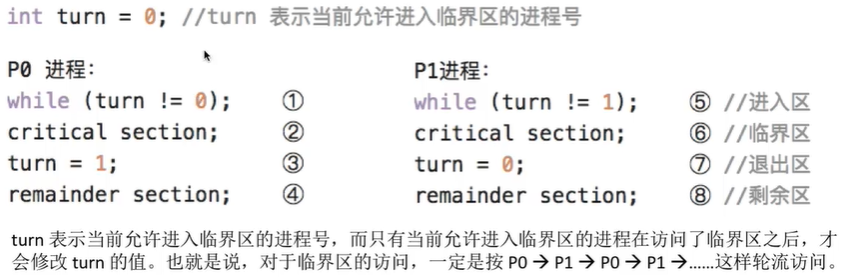 int turn = 0; //turn 表示当前允许进入临界区的进程号
P0 进程:
while (turn != 0); ①
critical section; ②
turn = 1; ③
remainder section; ④
P1进程:
while (turn != 1); ⑤ //进入区
critical section; ⑥ //临界区
turn = 0; ⑦ //退出区
remainder section; ⑧ //剩余区
turn 表示当前允许进入临界区的进程号，而只有当前允许进入临界区的进程在访问了临界区之后，才
会修改 turn 的值。也就是说，对于临界区的访问，一定是按 P0 → P1 → P0 → P1 →……这样轮流访问。